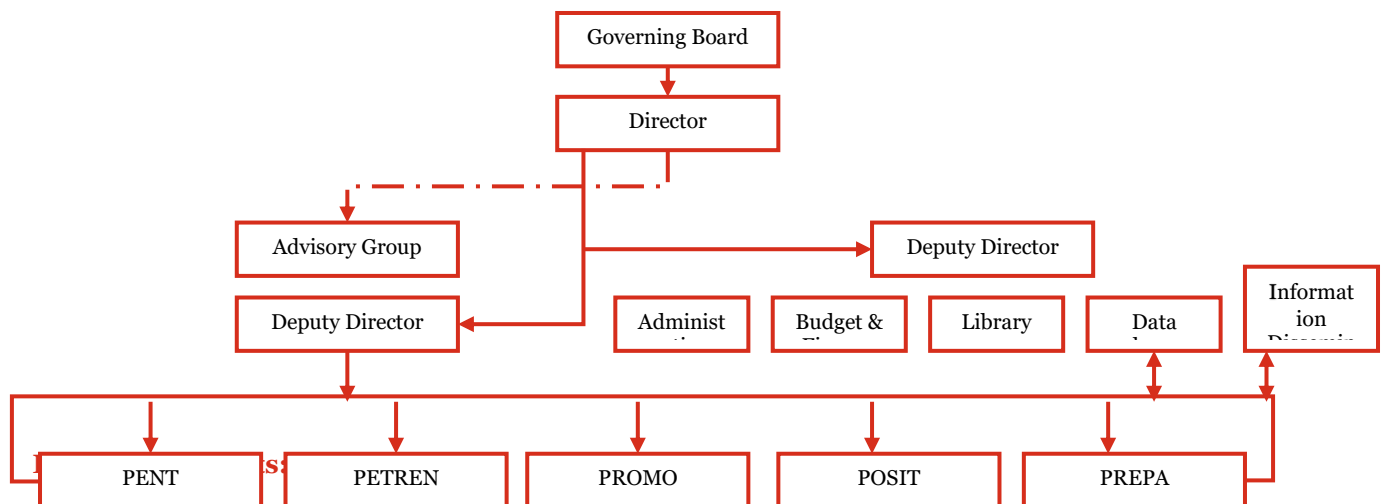 Governing Board
Director
Advisory Group
Deputy Director
Deputy Director
Administ
Budget &
Library
Data
Informat
ion
PENT
PETREN
PROMO
POSIT
PREPA